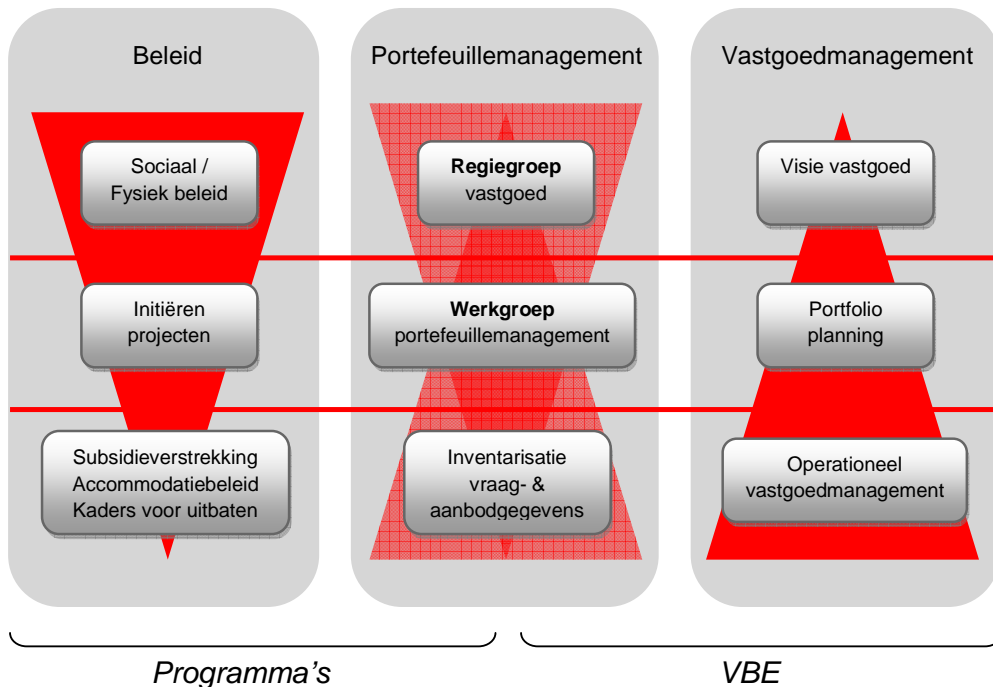 Beleid
Sociaal /
Fysiek beleid
Initiëren
projecten
Subsidieverstrekking
Accommodatiebeleid
Kaders voor uitbaten
Portefeuillemanagement
Regiegroep
vastgoed
Werkgroep
portefeuillemanagement
Inventarisatie
vraag- &
aanbodgegevens
Vastgoedmanagement
Visie vastgoed
Portfolio
planning
Operationeel
vastgoedmanagement
Programma's
VBE